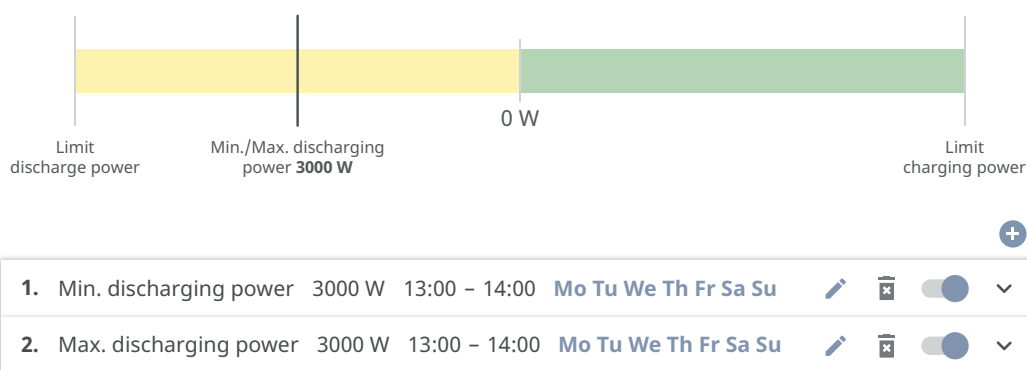 0 W
Limit
discharge power
Min./Max. discharging
power 3000 W
Limit
charging power
1. Min. discharging power 3000 W 13:00 – 14:00 Mo Tu We Th Fr Sa Su
2. Max. discharging power 3000 W 13:00 – 14:00 Mo Tu We Th Fr Sa Su